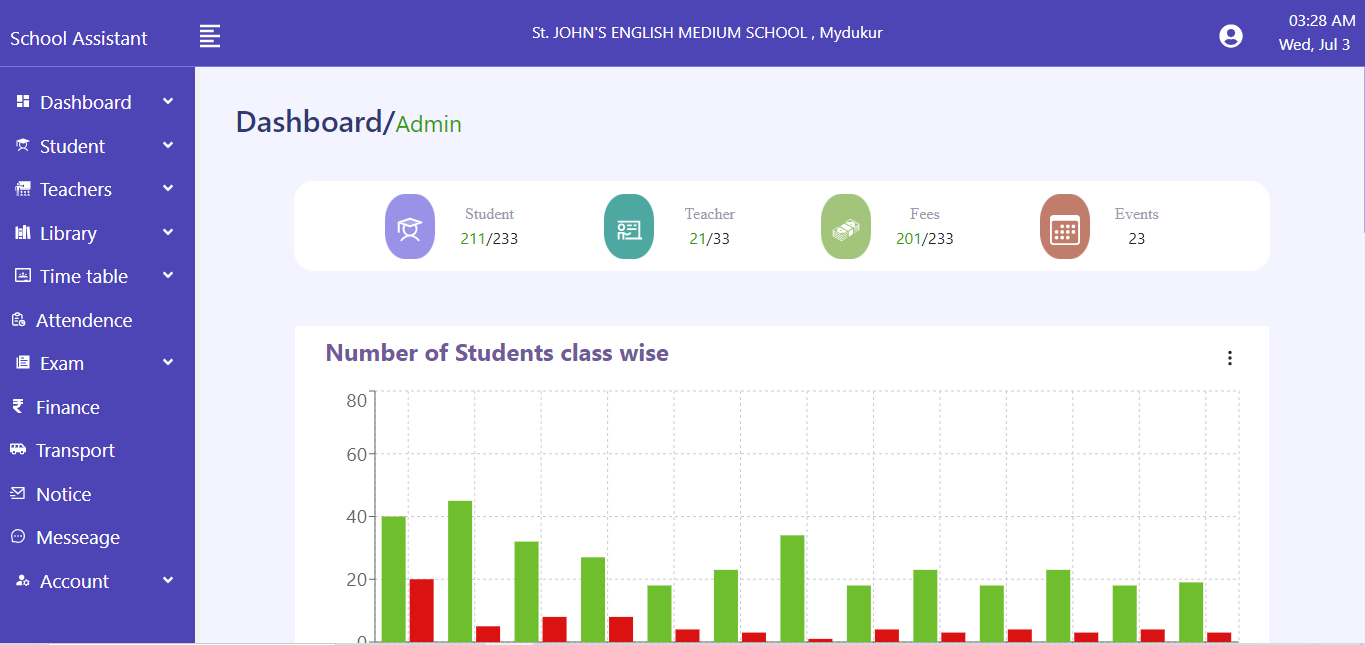 School Assistant
St. JOHN'S ENGLISH MEDIUM SCHOOL , Mydukur
03:28 AM
Wed, Jul 3
Dashboard
Student
Teachers
Library
Time table
Attendence
Exam
Finance
Transport
Notice
Messeage
Account
Dashboard/Admin
Student
211/233
Teacher
21/33
Fees
201/233
Events
23
Number of Students class wise
80
60
40
20
0